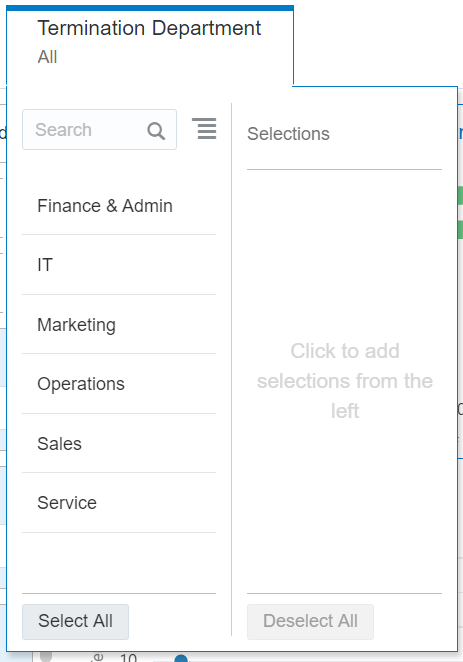 Termination Department
All
Search
Selections
Finance & Admin
IT
Marketing
Operations
Sales
Service
Click to add
selections from the
left
Select All
Deselect All
10